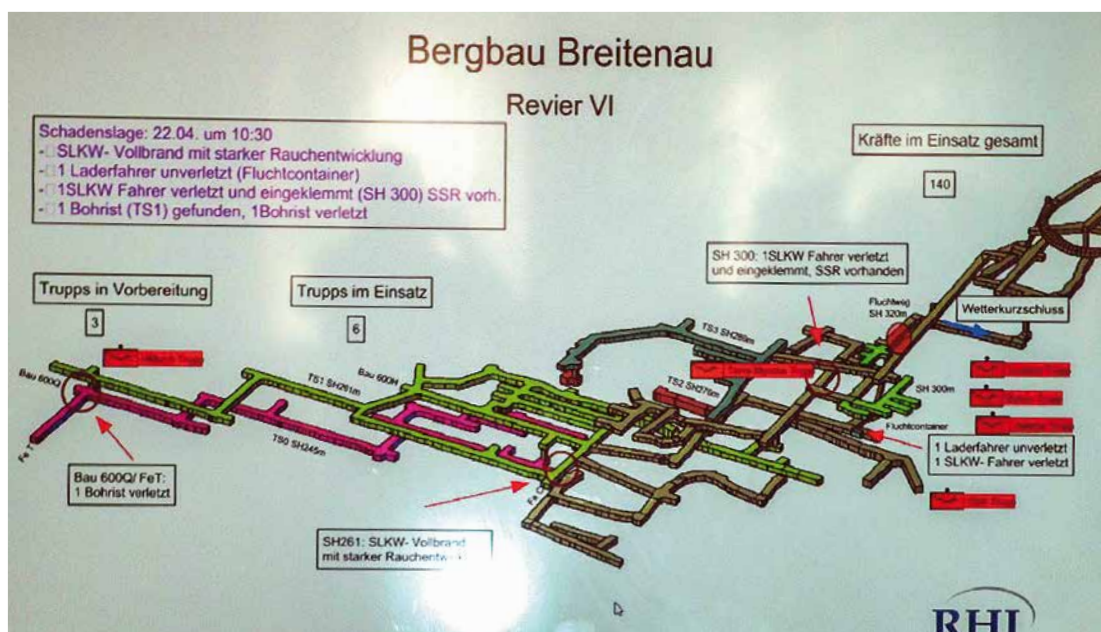 Bergbau Breitenau
Revier VI
Schadenslage: 22.04. um 10:30
-□SLKW- Vollbrand mit starker Rauchentwicklung
-□1 Laderfahrer unverletzt (Fluchtcontainer)
-□1SLKW Fahrer verletzt und eingeklemmt (SH 300) SSR vorh.
-□1 Bohrist (TS1) gefunden, 1Bohrist verletzt
Kräfte im Einsatz gesamt
140
SH 300: 1SLKW Fahrer verletzt
und eingeklemmt, SSR vorhanden
Trupps in Vorbereitung
3
Trupps im Einsatz
6
Fluchtweg
SH 320m
Wetterkurzschluss
Bau 600Q
TS1 SH261m
Bau 600H
TS3 SH289m
TS2 SH276m
SH 300m
Fluchtcontainer
Fe T
TS0 SH245m
1 Laderfahrer unverletzt
1 SLKW- Fahrer verletzt
Bau 600Q/ FeT:
1 Bohrist verletzt
SH261: SLKW- Vollbrand
mit starker
RHI